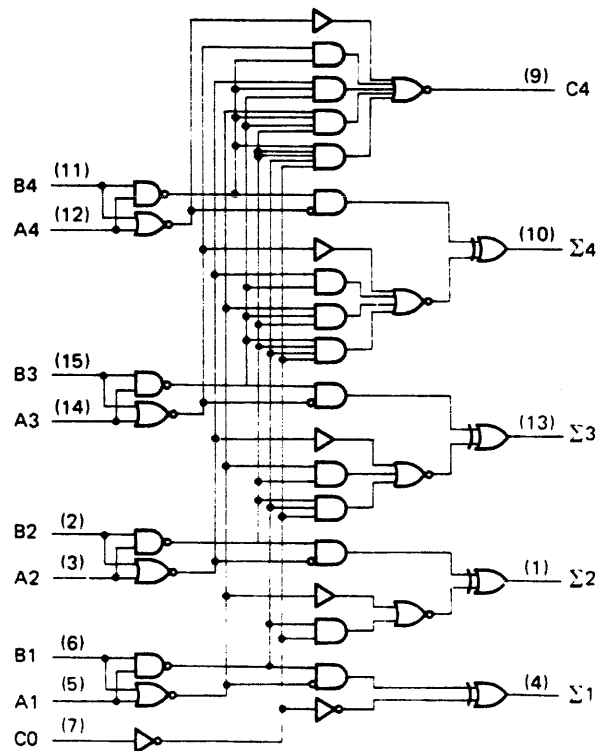 (9) C4
B4 (11)
A4 (12)
(10) Σ4
B3 (15)
A3 (14)
(13) Σ3
B2 (2)
A2 (3)
(1) Σ2
B1 (6)
A1 (5)
(4) Σ1
C0 (7)